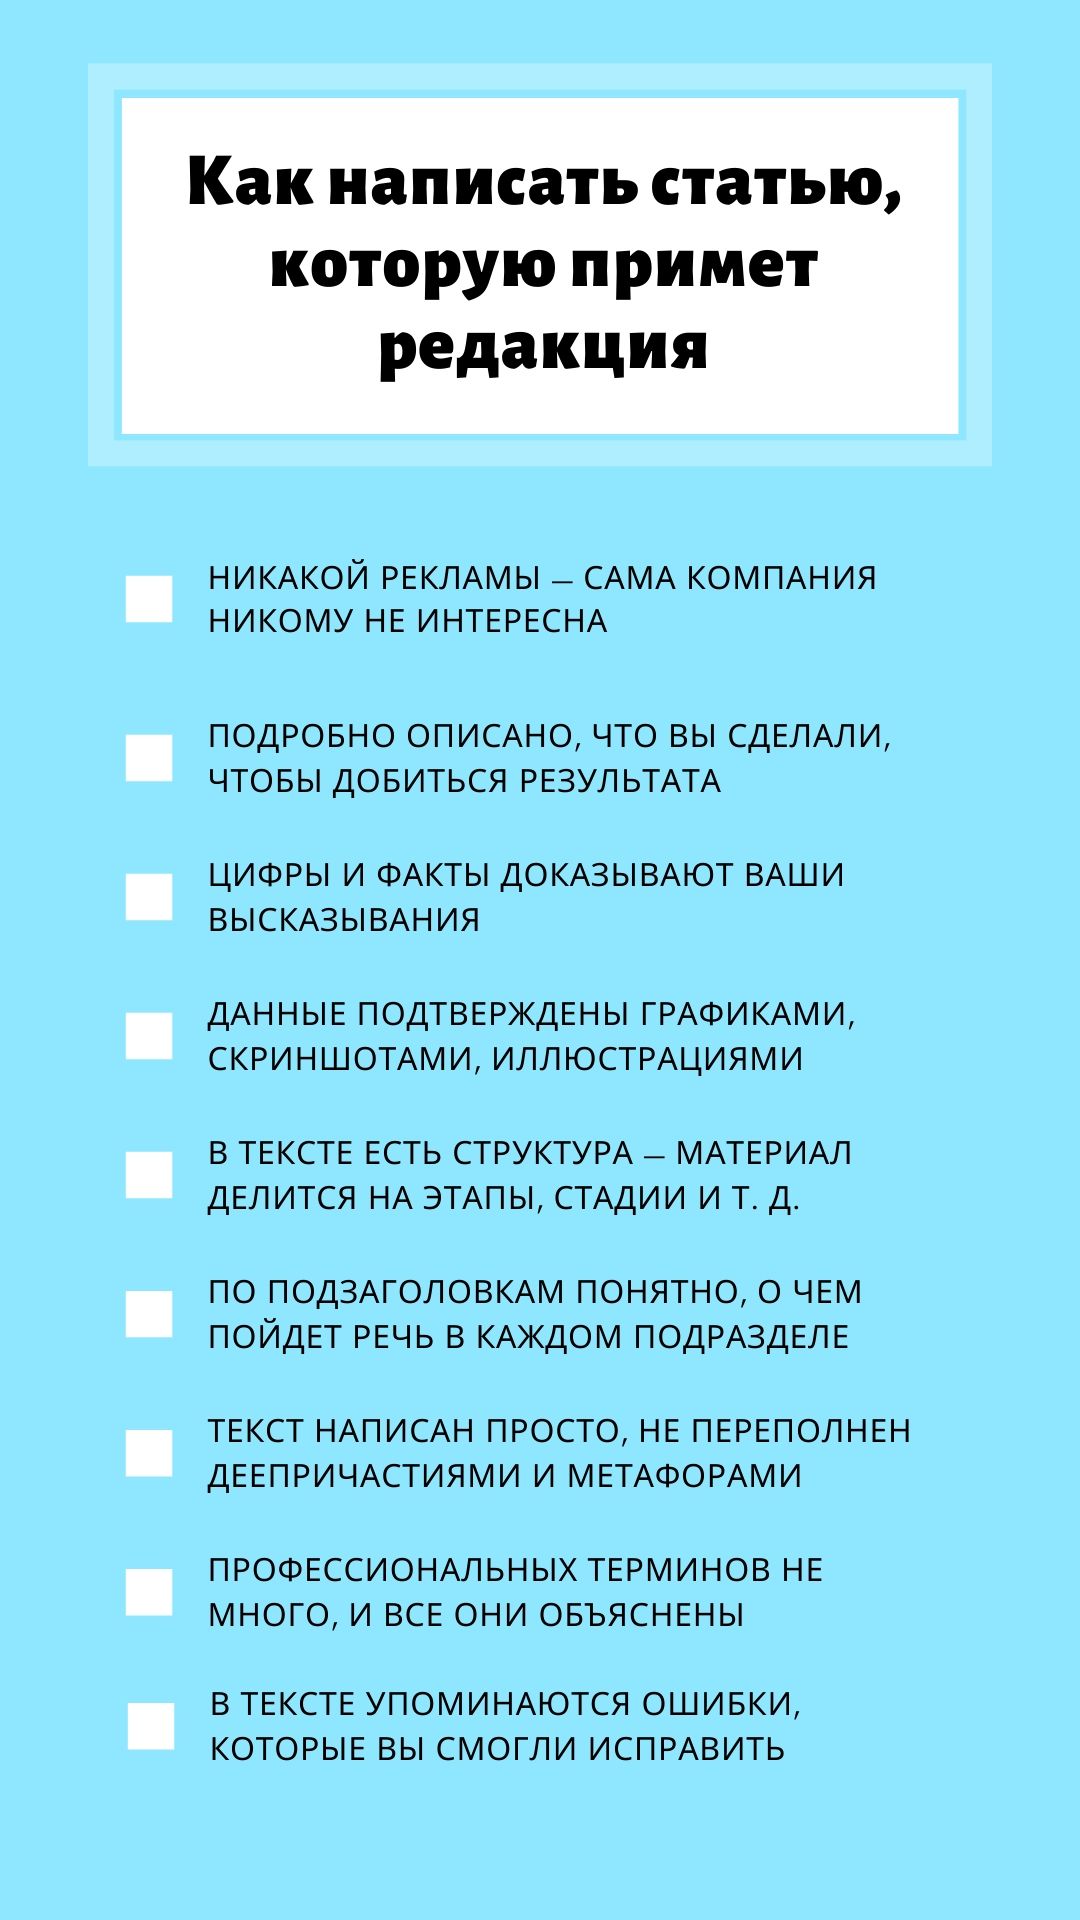 Как написать статью,
которую примет
редакция
НИКАКОЙ РЕКЛАМЫ — САМА КОМПАНИЯ
НИКОМУ НЕ ИНТЕРЕСНА
ПОДРОБНО ОПИСАНО, ЧТО ВЫ СДЕЛАЛИ,
ЧТОБЫ ДОБИТЬСЯ РЕЗУЛЬТАТА
ЦИФРЫ И ФАКТЫ ДОКАЗЫВАЮТ ВАШИ
ВЫСКАЗЫВАНИЯ
ДАННЫЕ ПОДТВЕРЖДЕНЫ ГРАФИКАМИ,
СКРИНШОТАМИ, ИЛЛЮСТРАЦИЯМИ
В ТЕКСТЕ ЕСТЬ СТРУКТУРА — МАТЕРИАЛ
ДЕЛИТСЯ НА ЭТАПЫ, СТАДИИ И Т. Д.
ПО ПОДЗАГОЛОВКАМ ПОНЯТНО, О ЧЕМ
ПОЙДЕТ РЕЧЬ В КАЖДОМ ПОДРАЗДЕЛЕ
ТЕКСТ НАПИСАН ПРОСТО, НЕ ПЕРЕПОЛНЕН
ДЕЕПРИЧАСТИЯМИ И МЕТАФОРАМИ
ПРОФЕССИОНАЛЬНЫХ ТЕРМИНОВ НЕ
МНОГО, И ВСЕ ОНИ ОБЪЯСНЕНЫ
В ТЕКСТЕ УПОМИНАЮТСЯ ОШИБКИ,
КОТОРЫЕ ВЫ СМОГЛИ ИСПРАВИТЬ